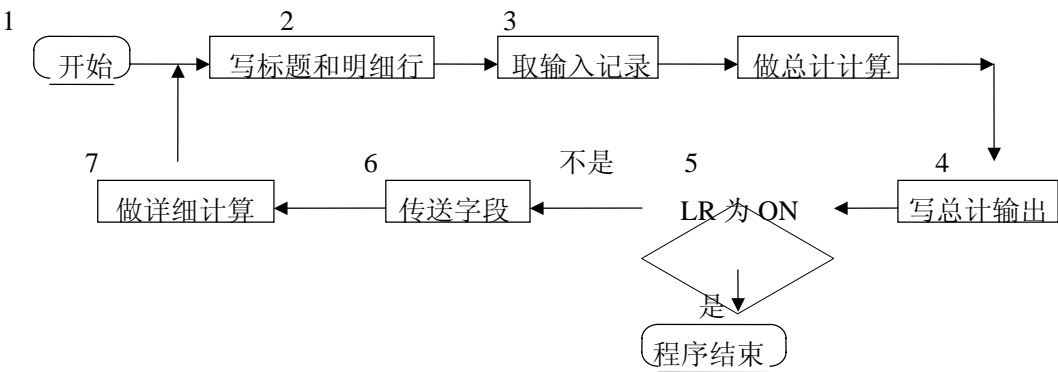 1 2 3
开始 写标题和明细行 取输入记录 做总计计算
7 6 不是 5 4
做详细计算 传送字段 LR 为 ON 写总计输出
是
程序结束